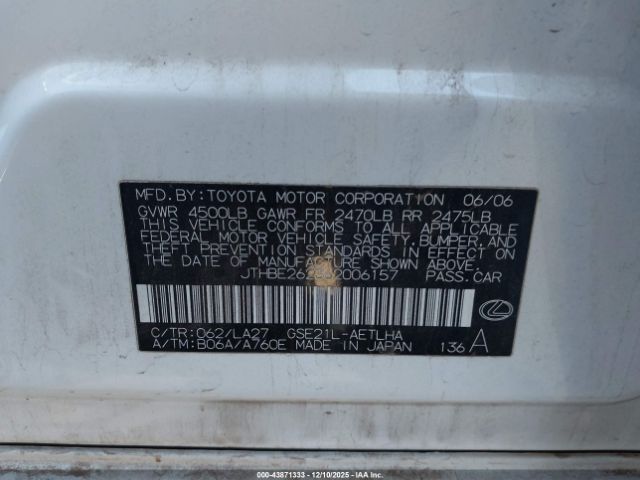 MFD. BY: TOYOTA MOTOR CORPORATION 06/06
GVWR 4500LB GAWR FR 2470LB RR 2475LB
THIS VEHICLE CONFORMS TO ALL APPLICABLE
FEDERAL MOTOR VEHICLE SAFETY, BUMPER, AND
THEFT PREVENTION STANDARDS IN EFFECT ON
THE DATE OF MANUFACTURE SHOWN ABOVE.
PASS. CAR
C/TR: 062/LA27 GSE21L-AETLHA
A/TM: B06A/A760E MADE IN JAPAN 136 A
000-43871333 - 12/10/2025 - IAA Inc.